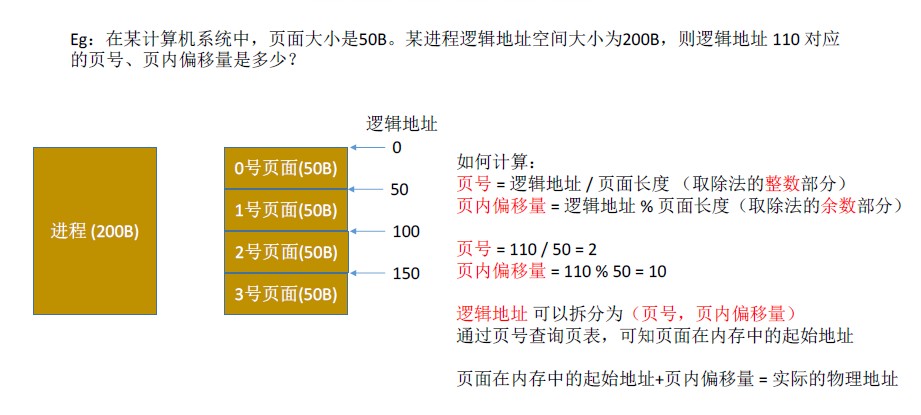 Eg：在某计算机系统中，页面大小是50B。某进程逻辑地址空间大小为200B，则逻辑地址 110 对应
的页号、页内偏移量是多少？
逻辑地址
进程 (200B)
0号页面(50B)
1号页面(50B)
2号页面(50B)
3号页面(50B)
0
50
100
150
如何计算：
页号 = 逻辑地址 / 页面长度 （取除法的整数部分）
页内偏移量 = 逻辑地址 % 页面长度（取除法的余数部分）
页号 = 110 / 50 = 2
页内偏移量 = 110 % 50 = 10
逻辑地址 可以拆分为（页号，页内偏移量）
通过页号查询页表，可知页面在内存中的起始地址
页面在内存中的起始地址+页内偏移量 = 实际的物理地址